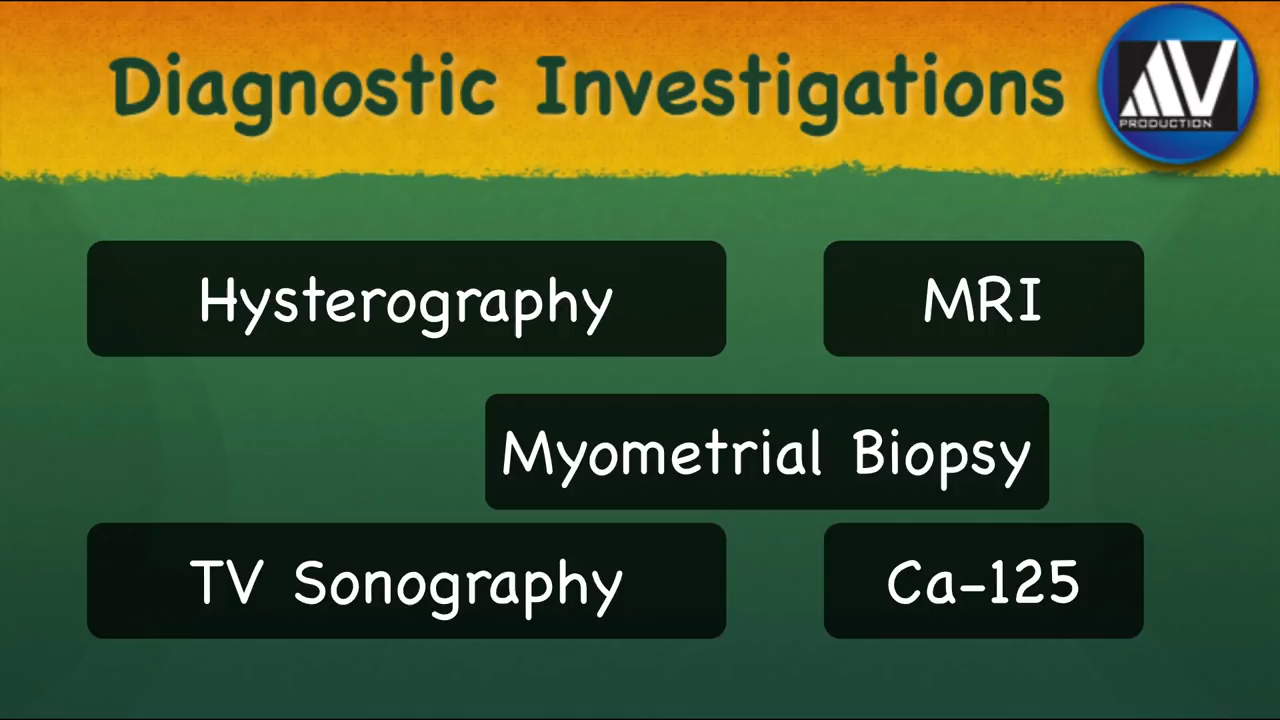 Diagnostic Investigations
AV
PRODUCTION
Hysterography
MRI
Myometrial Biopsy
TV Sonography
Ca-125